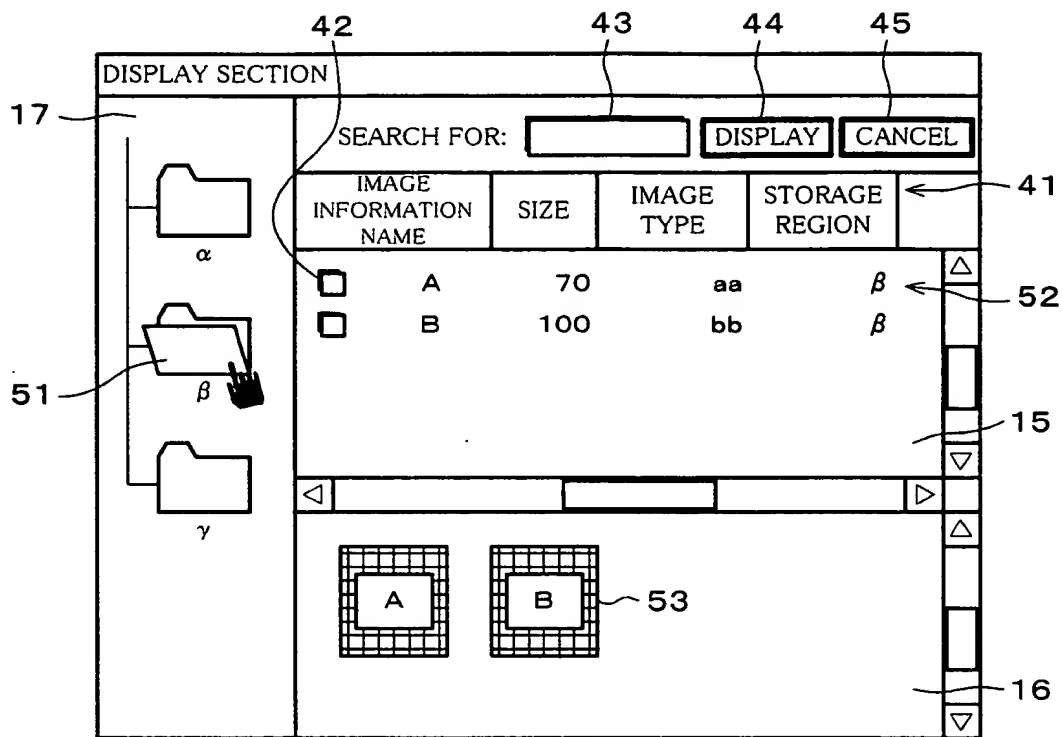 42 43 44 45
DISPLAY SECTION
17
SEARCH FOR: DISPLAY CANCEL
IMAGE INFORMATION NAME SIZE IMAGE TYPE STORAGE REGION 41
α
A 70 aa β 52
B 100 bb β
51
β
15
γ
A B 53
16